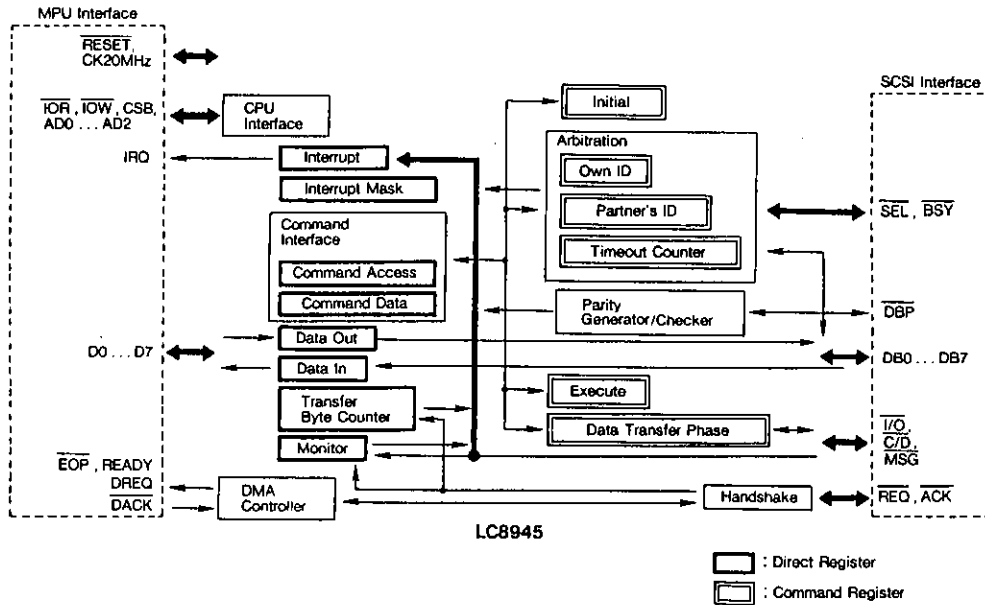 MPU Interface
RESET,
CK20MHz
IOR, IOW, CSB,
AD0 ... AD2
IRQ
D0 ... D7
EOP, READY
DREQ
DACK
CPU
Interface
Interrupt
Interrupt Mask
Command
Interface
Command Access
Command Data
Data Out
Data In
Transfer
Byte Counter
Monitor
DMA
Controller
Initial
Arbitration
Own ID
Partner's ID
Timeout Counter
Parity
Generator/Checker
Execute
Data Transfer Phase
Handshake
SCSI Interface
SEL, BSY
DBP
DB0 ... DB7
I/O,
C/D,
MSG
REQ, ACK
LC8945
: Direct Register
: Command Register